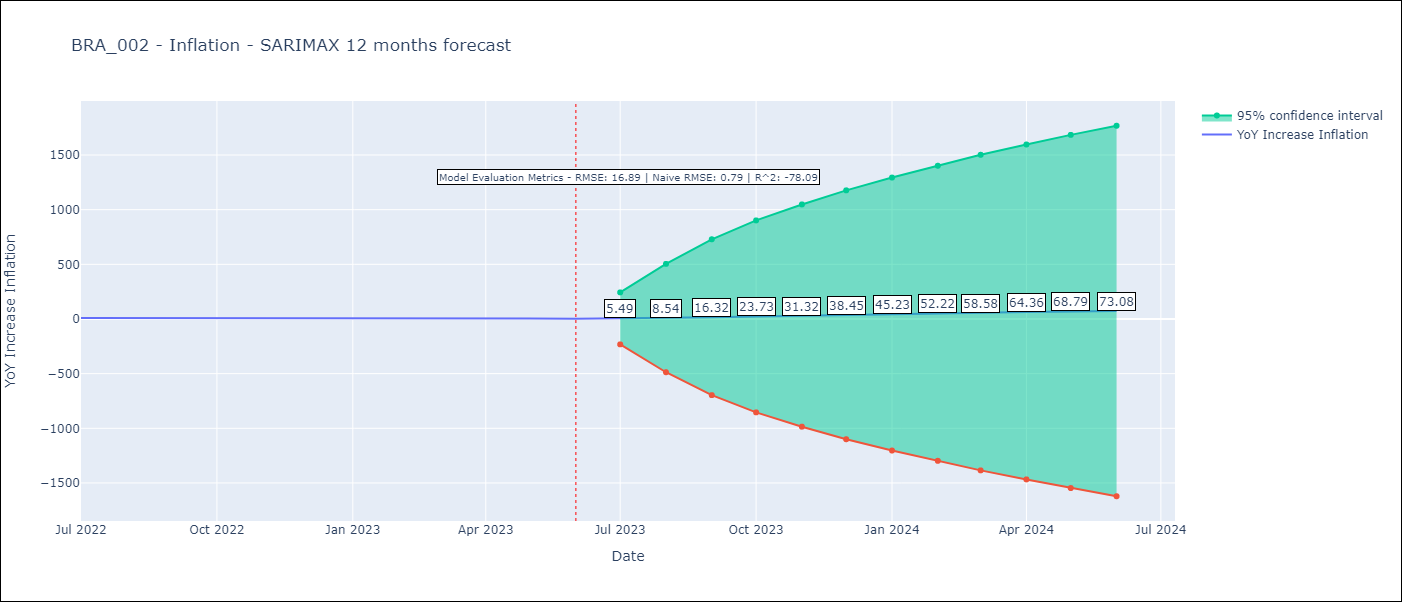 BRA_002 - Inflation - SARIMAX 12 months forecast
95% confidence interval
YoY Increase Inflation
Model Evaluation Metrics - RMSE: 16.89 | Naive RMSE: 0.79 | R^2: -78.09
YoY Increase Inflation
1500
1000
500
0
−500
−1000
−1500
5.49 8.54 16.32 23.73 31.32 38.45 45.23 52.22 58.58 64.36 68.79 73.08
Jul 2022 Oct 2022 Jan 2023 Apr 2023 Jul 2023 Oct 2023 Jan 2024 Apr 2024 Jul 2024
Date